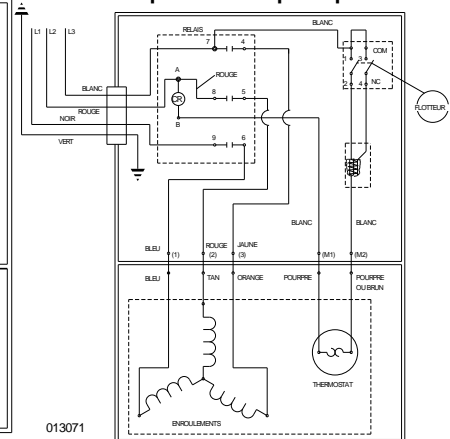 BLANC
RELAIS
L1 L2 L3
7 4
COM
1 3
A
ROUGE
2 4 NC
BLANC
CR
8 5
FLOTTEUR
ROUGE
NOIR
B
9 6
VERT
BLANC BLANC
BLEU ROUGE JAUNE
(1) (2) (3) (M1) (M2)
BLEU TAN ORANGE POURPRE POURPRE
OU BRUN
THERMOSTAT
ENROULEMENTS
013071